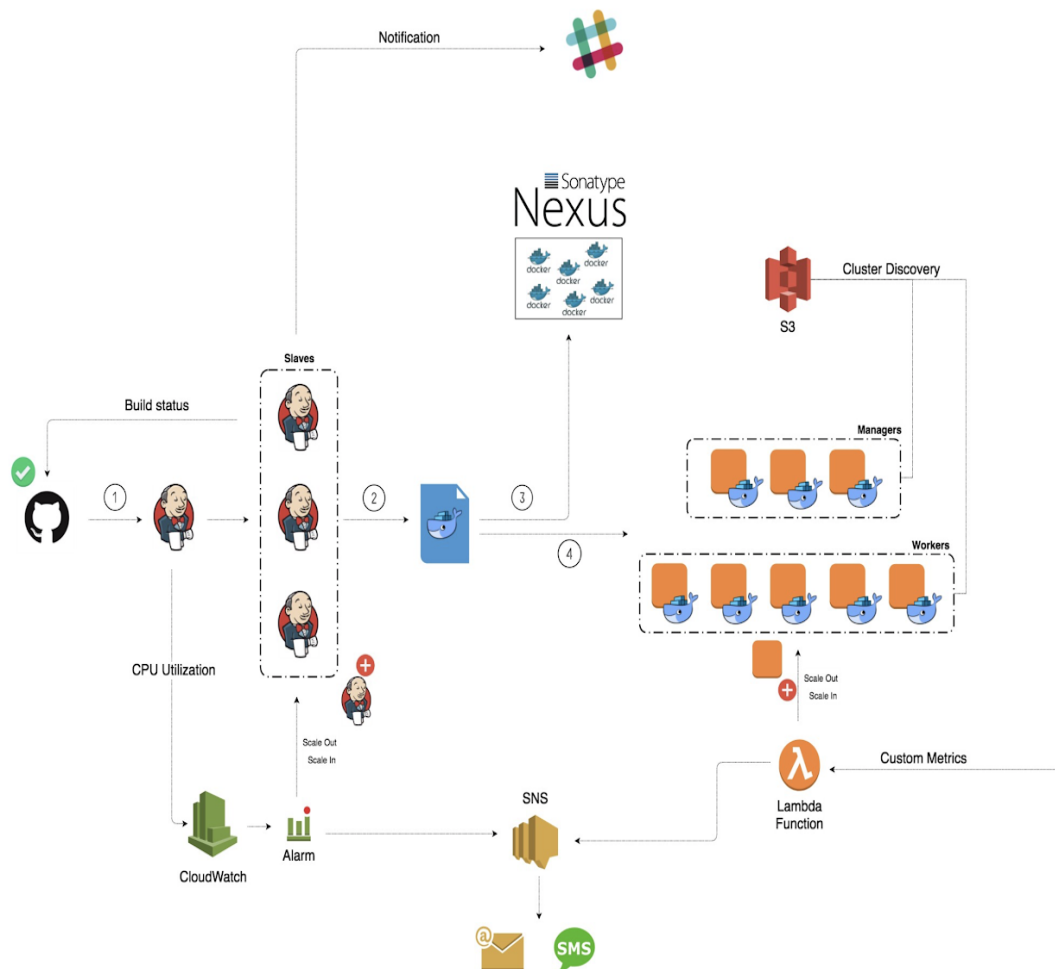 Notification
Sonatype
Nexus
docker
docker
docker
docker
docker
docker
Cluster Discovery
S3
Slaves
Build status
Managers
1
2
3
4
Workers
CPU Utilization
Scale Out
Scale In
Scale Out
Scale In
Custom Metrics
SNS
Lambda
Function
Alarm
CloudWatch
@
SMS